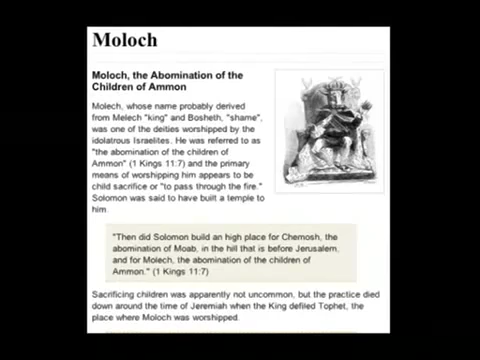 Moloch
Moloch, the Abomination of the
Children of Ammon
Molech, whose name probably derived
from Melech "king" and Bosheth, "shame",
was one of the deities worshipped by the
idolatrous Israelites. He was referred to as
"the abomination of the children of
Ammon" (1 Kings 11:7) and the primary
means of worshipping him appears to be
child sacrifice or "to pass through the fire."
Solomon was said to have built a temple to
him.
"Then did Solomon build an high place for Chemosh, the
abomination of Moab, in the hill that is before Jerusalem,
and for Molech, the abomination of the children of
Ammon." (1 Kings 11:7)
Sacrificing children was apparently not uncommon, but the practice died
down around the time of Jeremiah when the King defiled Tophet, the
place where Moloch was worshipped.